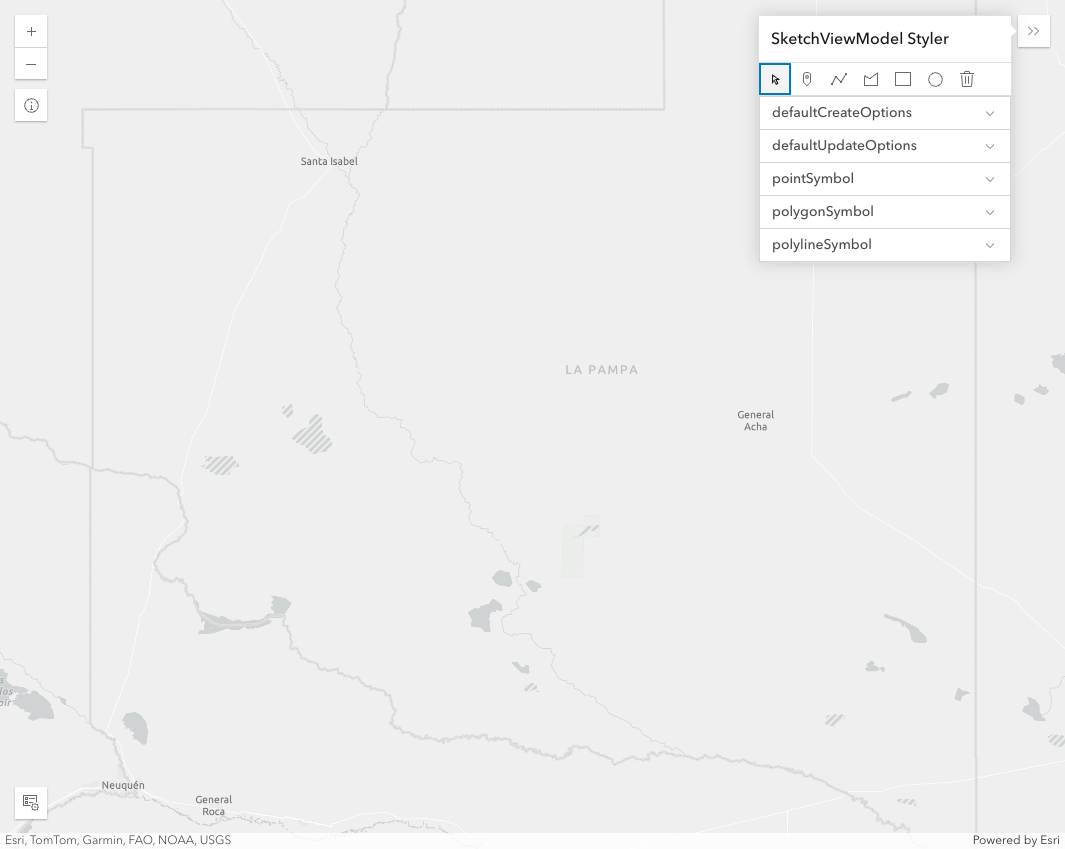 SketchViewModel Styler
defaultCreateOptions
defaultUpdateOptions
pointSymbol
polygonSymbol
polylineSymbol
Santa Isabel
LA PAMPA
General
Acha
Neuquén
General
Roca
Esri, TomTom, Garmin, FAO, NOAA, USGS
Powered by Esri